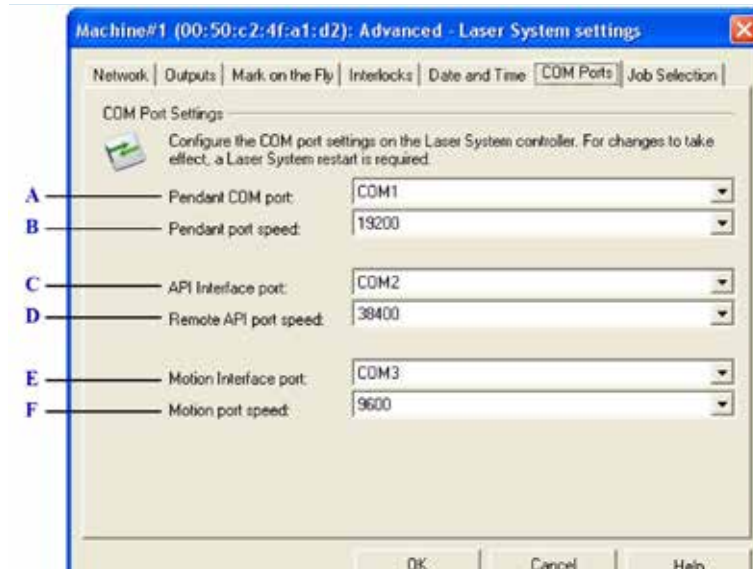 Machine#1 (00:50:c2:4f:a1:d2): Advanced - Laser System settings
Network Outputs Mark on the Fly Interlocks Date and Time COM Ports Job Selection
COM Port Settings
Configure the COM port settings on the Laser System controller. For changes to take
effect, a Laser System restart is required.
A Pendant COM port: COM1
B Pendant port speed: 19200
C API Interface port: COM2
D Remote API port speed: 38400
E Motion Interface port: COM3
F Motion port speed: 9600
OK Cancel Help